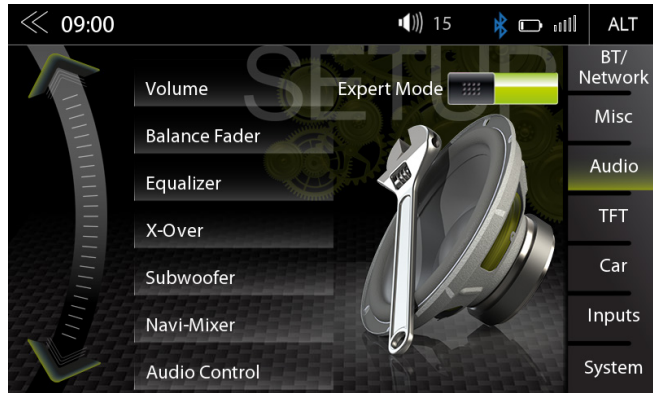 09:00
15
ALT
SETUP
Volume
Expert Mode
Balance Fader
Equalizer
X-Over
Subwoofer
Navi-Mixer
Audio Control
BT/
Network
Misc
Audio
TFT
Car
Inputs
System